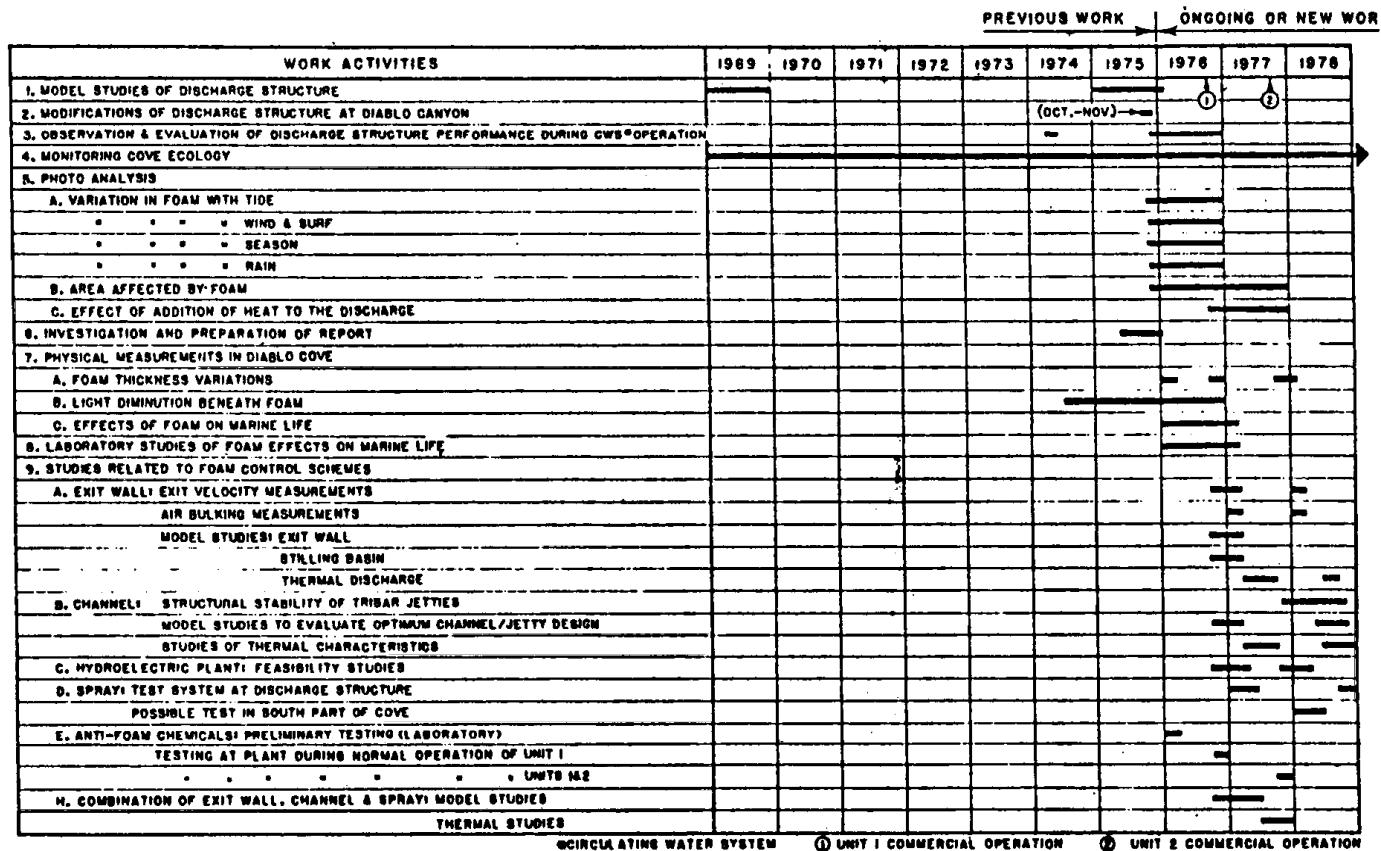 PREVIOUS WORK ONGOING OR NEW WOR
WORK ACTIVITIES 1969 1970 1971 1972 1973 1974 1975 1976 1977 1978
1. MODEL STUDIES OF DISCHARGE STRUCTURE ① ②
2. MODIFICATIONS OF DISCHARGE STRUCTURE AT DIABLO CANYON (OCT.-NOV.)
3. OBSERVATION & EVALUATION OF DISCHARGE STRUCTURE PERFORMANCE DURING CWS* OPERATION
4. MONITORING COVE ECOLOGY
5. PHOTO ANALYSIS
A. VARIATION IN FOAM WITH TIDE
" " " " WIND & SURF
" " " " SEASON
" " " " RAIN
B. AREA AFFECTED BY FOAM
C. EFFECT OF ADDITION OF HEAT TO THE DISCHARGE
6. INVESTIGATION AND PREPARATION OF REPORT
7. PHYSICAL MEASUREMENTS IN DIABLO COVE
A. FOAM THICKNESS VARIATIONS
B. LIGHT DIMINUTION BENEATH FOAM
C. EFFECTS OF FOAM ON MARINE LIFE
8. LABORATORY STUDIES OF FOAM EFFECTS ON MARINE LIFE
9. STUDIES RELATED TO FOAM CONTROL SCHEMES
A. EXIT WALL: EXIT VELOCITY MEASUREMENTS
AIR BULKING MEASUREMENTS
MODEL STUDIES: EXIT WALL
STILLING BASIN
THERMAL DISCHARGE
B. CHANNEL: STRUCTURAL STABILITY OF TRIBAR JETTIES
MODEL STUDIES TO EVALUATE OPTIMUM CHANNEL/JETTY DESIGN
STUDIES OF THERMAL CHARACTERISTICS
C. HYDROELECTRIC PLANT: FEASIBILITY STUDIES
D. SPRAY: TEST SYSTEM AT DISCHARGE STRUCTURE
POSSIBLE TEST IN SOUTH PART OF COVE
E. ANTI-FOAM CHEMICALS: PRELIMINARY TESTING (LABORATORY)
TESTING AT PLANT DURING NORMAL OPERATION OF UNIT 1
" " " " " " " UNITS 1&2
H. COMBINATION OF EXIT WALL, CHANNEL & SPRAY: MODEL STUDIES
THERMAL STUDIES
*CIRCULATING WATER SYSTEM ① UNIT 1 COMMERCIAL OPERATION ② UNIT 2 COMMERCIAL OPERATION